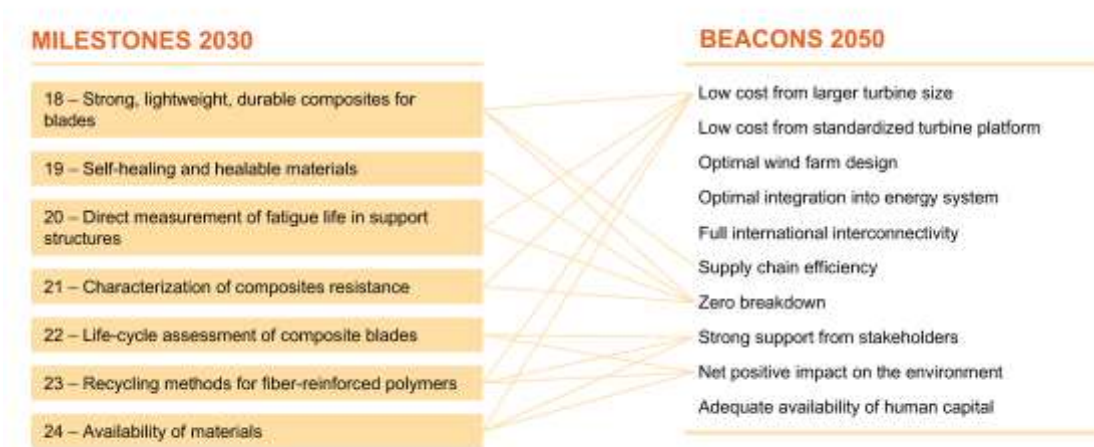 MILESTONES 2030
18 – Strong, lightweight, durable composites for
blades
19 – Self-healing and healable materials
20 – Direct measurement of fatigue life in support
structures
21 – Characterization of composites resistance
22 – Life-cycle assessment of composite blades
23 – Recycling methods for fiber-reinforced polymers
24 – Availability of materials
BEACONS 2050
Low cost from larger turbine size
Low cost from standardized turbine platform
Optimal wind farm design
Optimal integration into energy system
Full international interconnectivity
Supply chain efficiency
Zero breakdown
Strong support from stakeholders
Net positive impact on the environment
Adequate availability of human capital